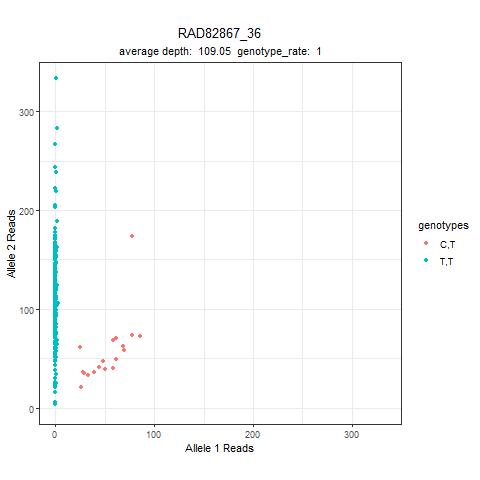 RAD82867_36
average depth:  109.05  genotype_rate:  1
Allele 2 Reads
300
200
100
0
0 100 200 300
Allele 1 Reads
genotypes
C,T
T,T